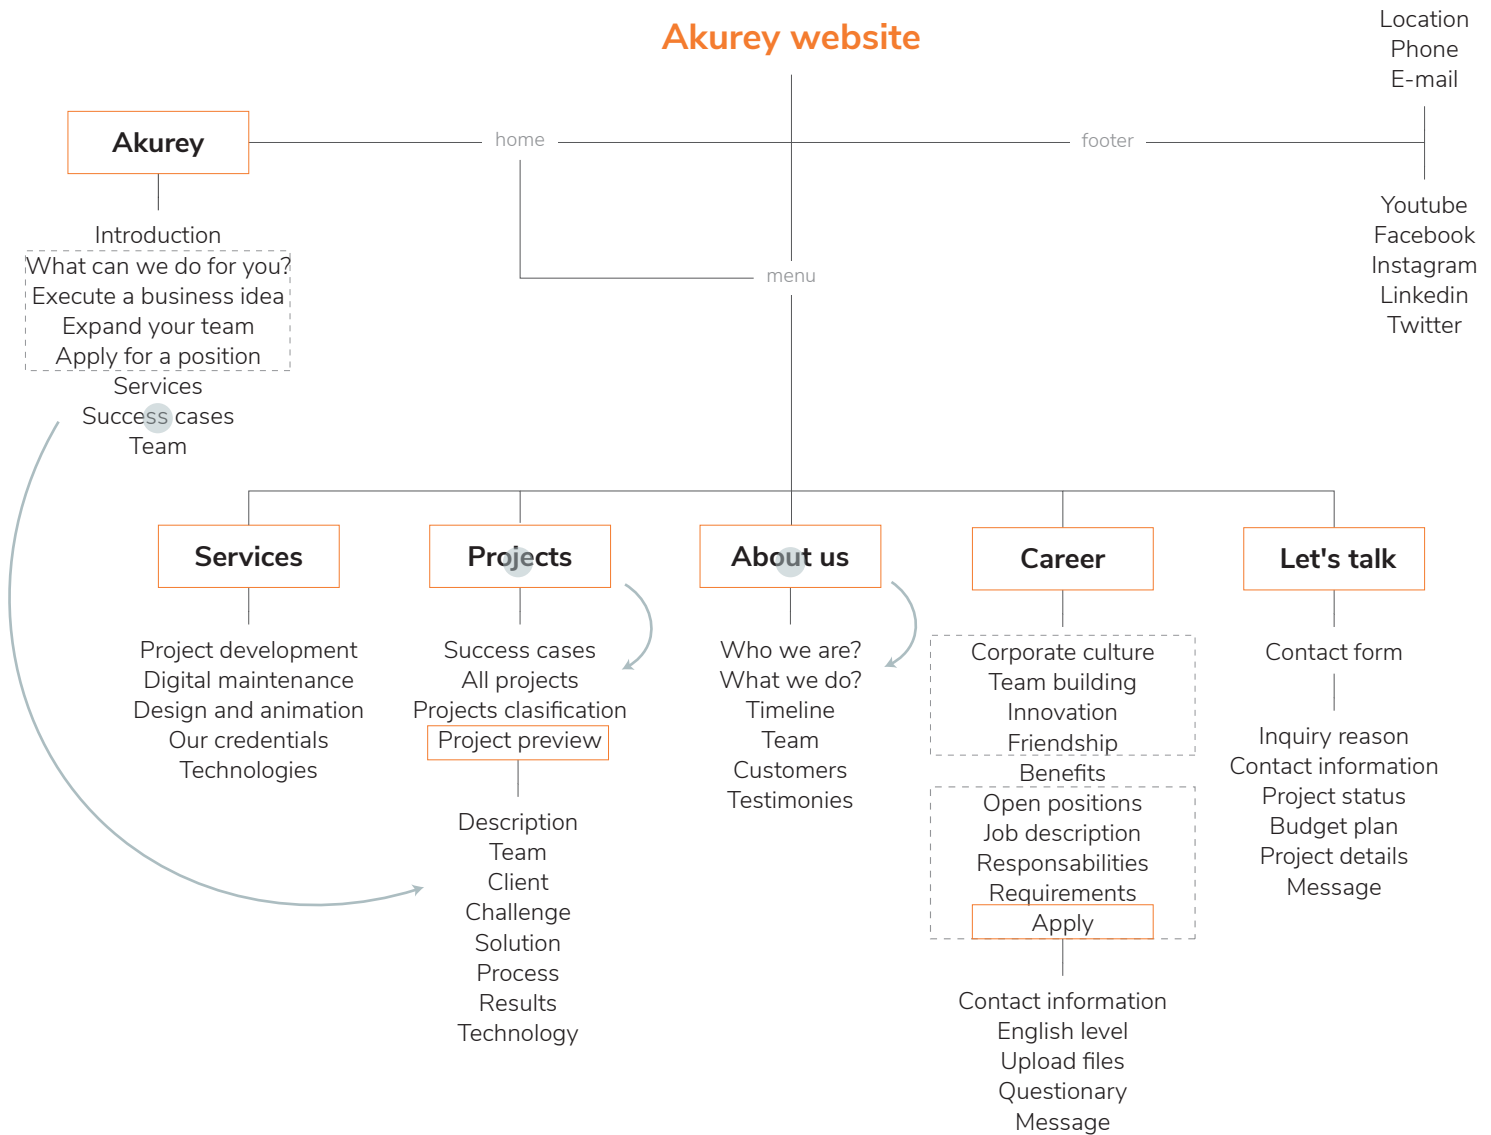 Akurey website
Location
Phone
E-mail
Akurey
home
footer
Introduction
What can we do for you?
Execute a business idea
Expand your team
Apply for a position
Services
Success cases
Team
menu
Youtube
Facebook
Instagram
Linkedin
Twitter
Services
Project development
Digital maintenance
Design and animation
Our credentials
Technologies
Projects
Success cases
All projects
Projects clasification
Project preview
Description
Team
Client
Challenge
Solution
Process
Results
Technology
About us
Who we are?
What we do?
Timeline
Team
Customers
Testimonies
Career
Corporate culture
Team building
Innovation
Friendship
Benefits
Open positions
Job description
Responsabilities
Requirements
Apply
Contact information
English level
Upload files
Questionary
Message
Let's talk
Contact form
Inquiry reason
Contact information
Project status
Budget plan
Project details
Message